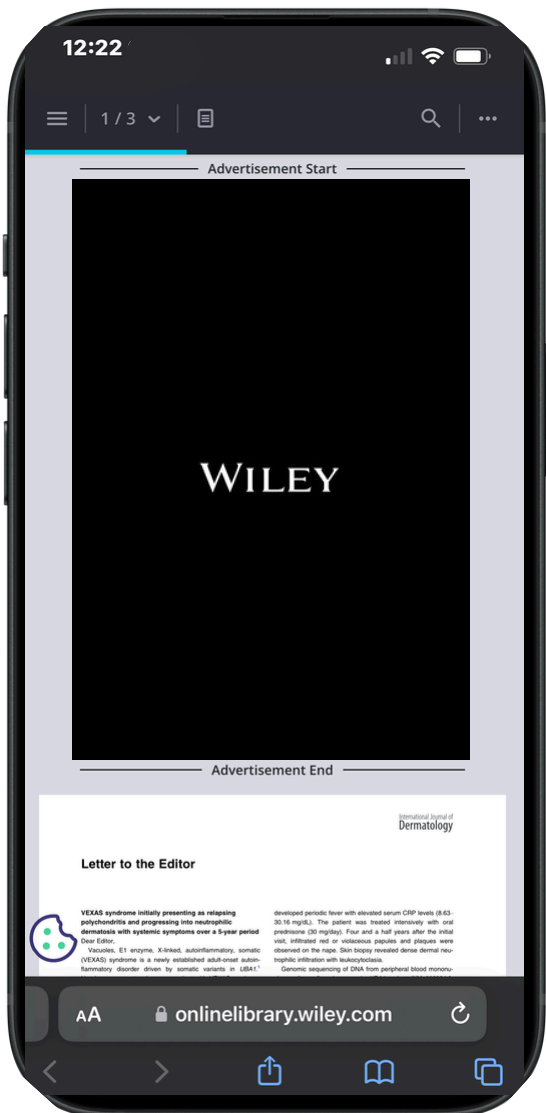 12:22
1 / 3
Advertisement Start
WILEY
Advertisement End
International Journal of
Dermatology
Letter to the Editor
VEXAS syndrome initially presenting as relapsing
polychondritis and progressing into neutrophilic
dermatosis with systemic symptoms over a 5-year period
Dear Editor,
Vacuoles, E1 enzyme, X-linked, autoinflammatory, somatic
(VEXAS) syndrome is a newly established adult-onset autoin-
flammatory disorder driven by somatic variants in UBA1.1
developed periodic fever with elevated serum CRP levels (8.63-
30.16 mg/dL). The patient was treated intensively with oral
prednisone (30 mg/day). Four and a half years after the initial
visit, infiltrated red or violaceous papules and plaques were
observed on the nape. Skin biopsy revealed dense dermal neu-
trophilic infiltration with leukocytoclasia.
Genomic sequencing of DNA from peripheral blood mononu-
AA
onlinelibrary.wiley.com